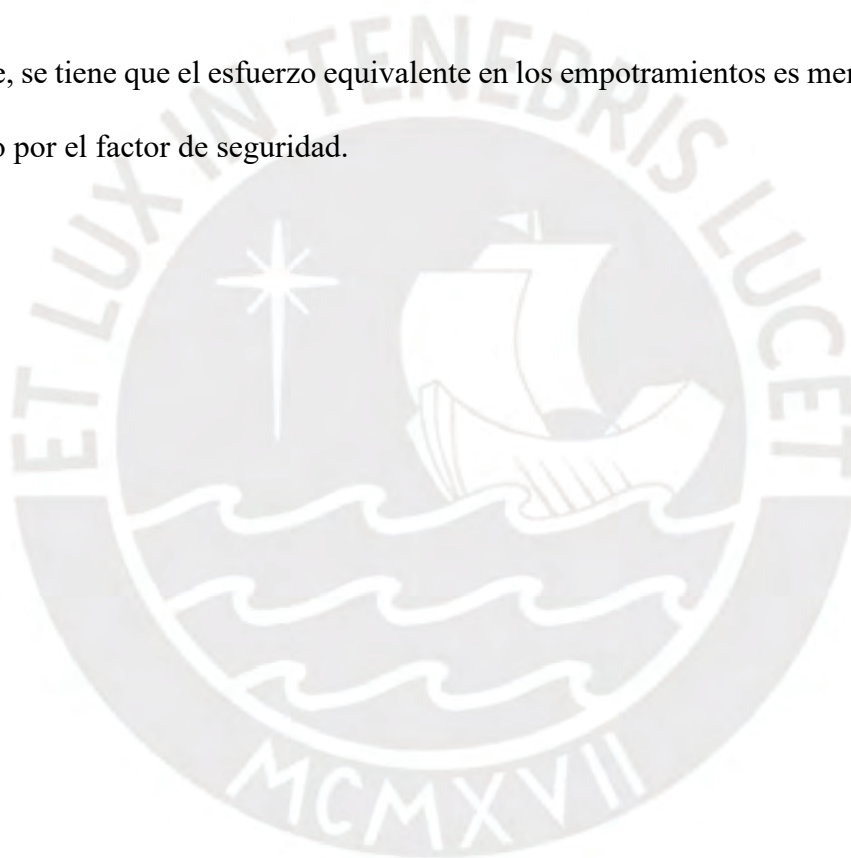 e, se tiene que el esfuerzo equivalente en los empotramientos es mer
o por el factor de seguridad.
ET LUX IN TENEBRIS LUCET
MCMXVII